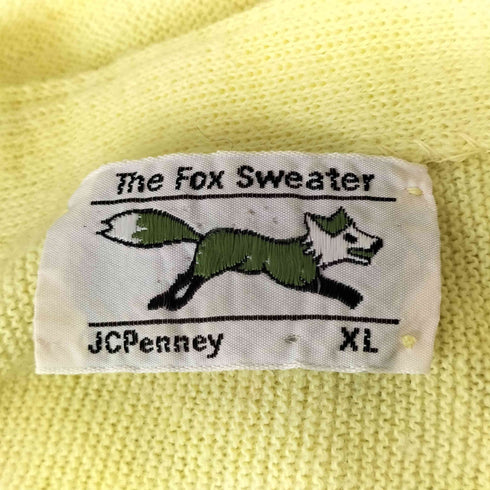 The Fox Sweater
JCPenney XL